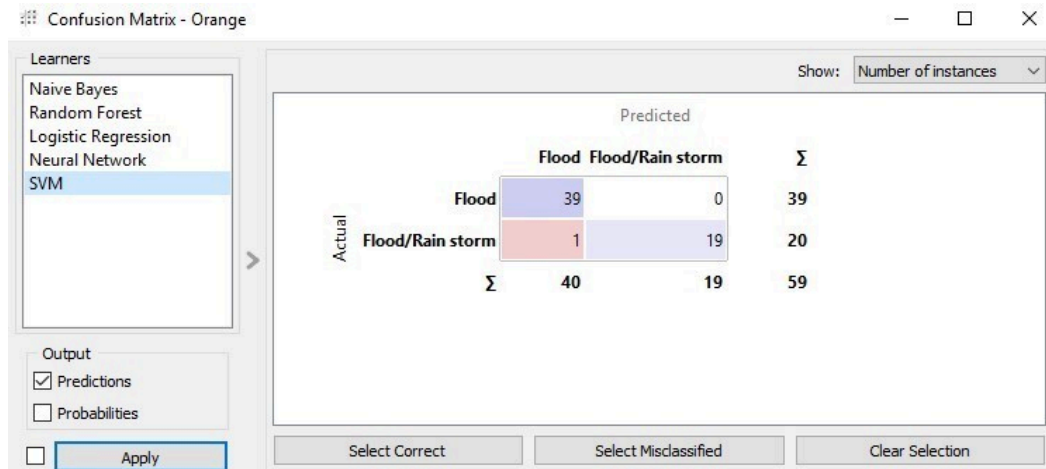 Confusion Matrix - Orange
Learners
Naive Bayes
Random Forest
Logistic Regression
Neural Network
SVM
Output
Predictions
Probabilities
Apply
Show: Number of instances
Predicted
Flood Flood/Rain storm Σ
Actual
Flood 39 0 39
Flood/Rain storm 1 19 20
Σ 40 19 59
Select Correct Select Misclassified Clear Selection